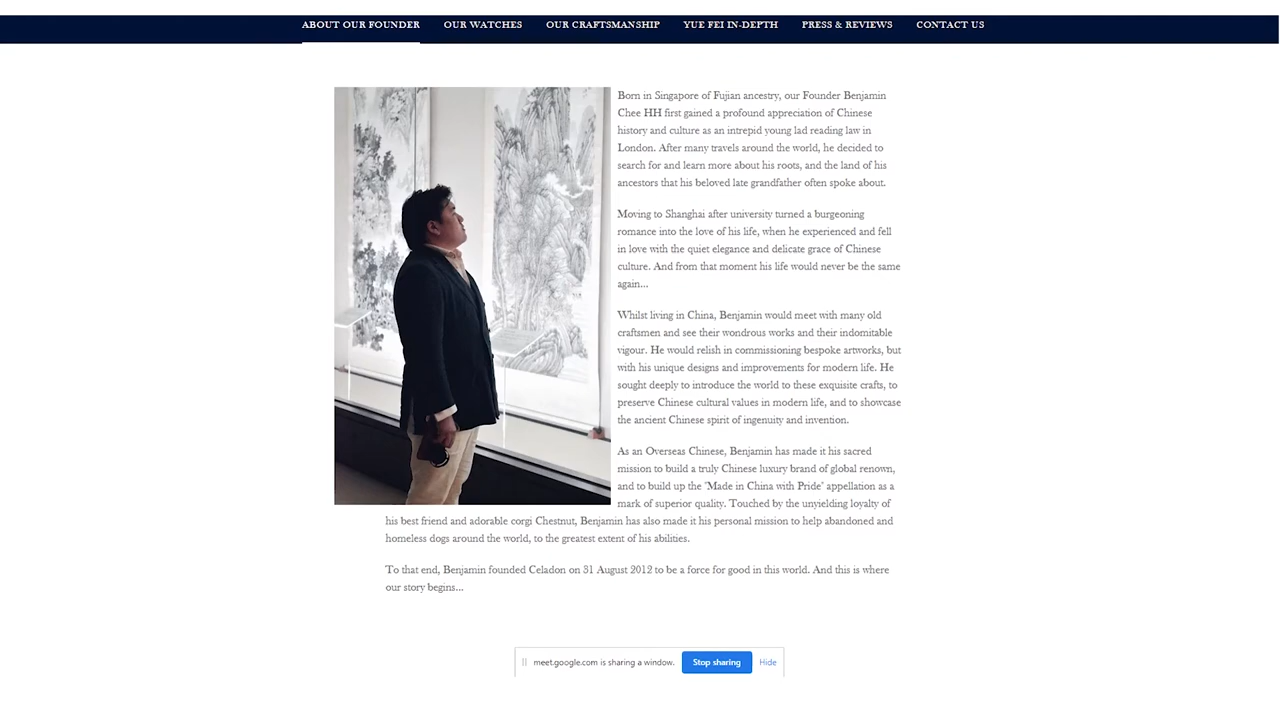 ABOUT OUR FOUNDER OUR WATCHES OUR CRAFTSMANSHIP YUE FEI IN-DEPTH PRESS & REVIEWS CONTACT US
Born in Singapore of Fujian ancestry, our Founder Benjamin
Chee HH first gained a profound appreciation of Chinese
history and culture as an intrepid young lad reading law in
London. After many travels around the world, he decided to
search for and learn more about his roots, and the land of his
ancestors that his beloved late grandfather often spoke about.
Moving to Shanghai after university turned a burgeoning
romance into the love of his life, when he experienced and fell
in love with the quiet elegance and delicate grace of Chinese
culture. And from that moment his life would never be the same
again...
Whilst living in China, Benjamin would meet with many old
craftsmen and see their wondrous works and their indomitable
vigour. He would relish in commissioning bespoke artworks, but
with his unique designs and improvements for modern life. He
sought deeply to introduce the world to these exquisite crafts, to
preserve Chinese cultural values in modern life, and to showcase
the ancient Chinese spirit of ingenuity and invention.
As an Overseas Chinese, Benjamin has made it his sacred
mission to build a truly Chinese luxury brand of global renown,
and to build up the 'Made in China with Pride' appellation as a
mark of superior quality. Touched by the unyielding loyalty of
his best friend and adorable corgi Chestnut, Benjamin has also made it his personal mission to help abandoned and
homeless dogs around the world, to the greatest extent of his abilities.
To that end, Benjamin founded Celadon on 31 August 2012 to be a force for good in this world. And this is where
our story begins...
meet.google.com is sharing a window. Stop sharing Hide